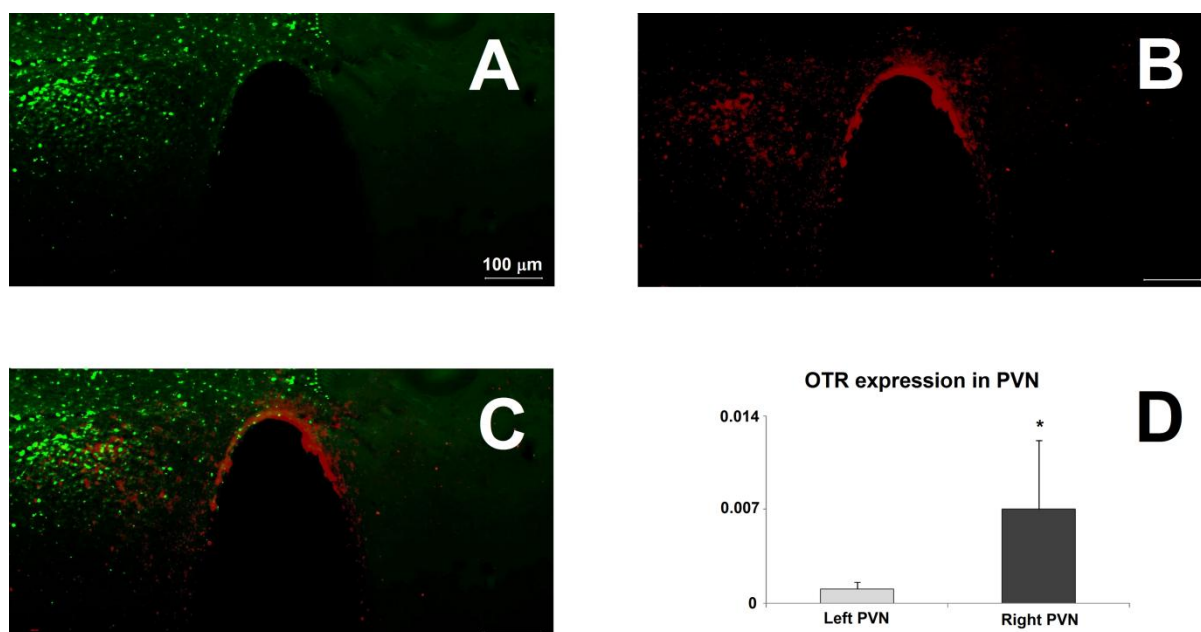 A
100 μm
B
C
OTR expression in PVN
D
0.014
*
0.007
0
Left PVN
Right PVN